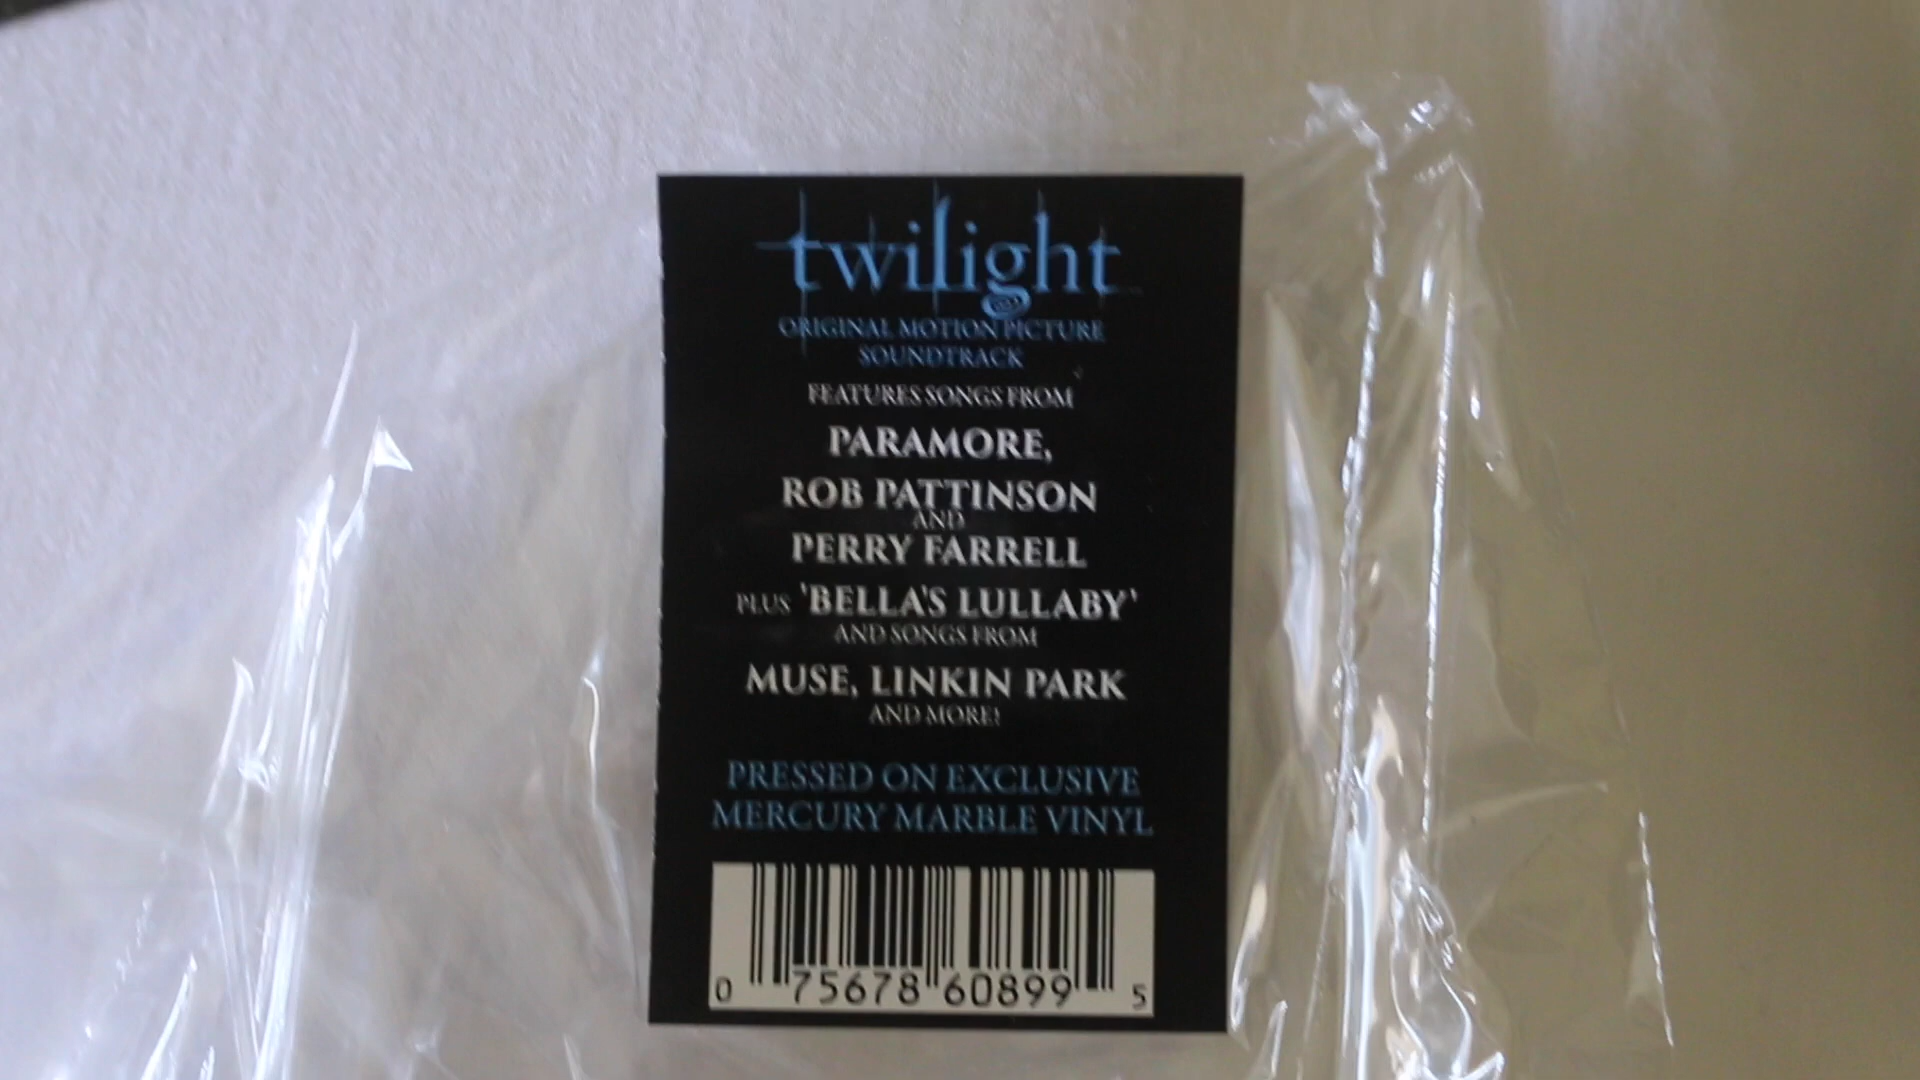 twilight
ORIGINAL MOTION PICTURE
SOUNDTRACK
FEATURES SONGS FROM
PARAMORE,
ROB PATTINSON
AND
PERRY FARRELL
PLUS 'BELLA'S LULLABY'
AND SONGS FROM
MUSE, LINKIN PARK
AND MORE!
PRESSED ON EXCLUSIVE
MERCURY MARBLE VINYL
0 75678 60899 5